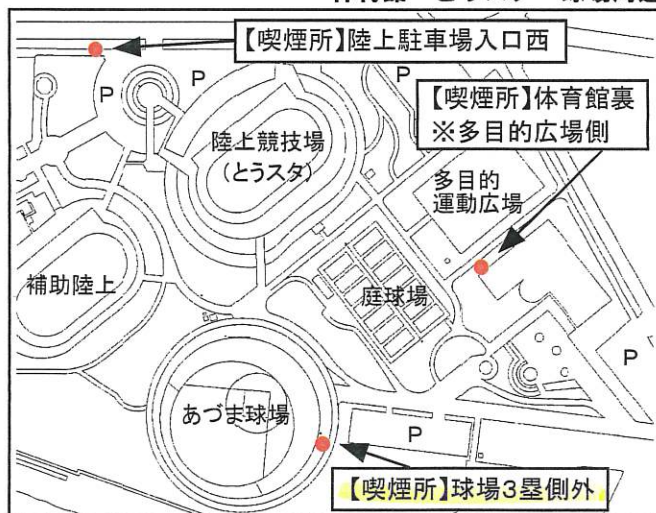 【喫煙所】陸上駐車場入口西
P
P
P
【喫煙所】体育館裏
※多目的広場側
陸上競技場
(とうスタ)
多目的
運動広場
補助陸上
庭球場
P
あづま球場
P
【喫煙所】球場3塁側外